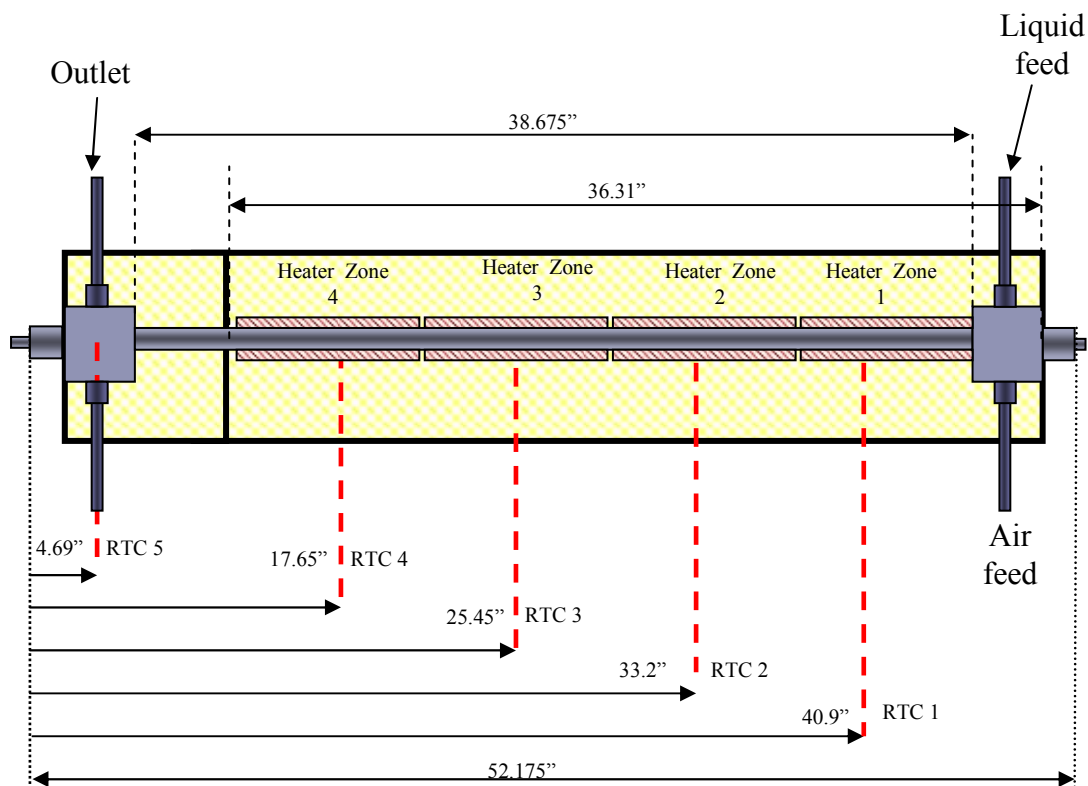 Liquid
feed
Outlet
38.675”
36.31”
Heater Zone
4
Heater Zone
3
Heater Zone
2
Heater Zone
1
4.69”
RTC 5
17.65”
RTC 4
Air
feed
25.45”
RTC 3
33.2”
RTC 2
40.9”
RTC 1
52.175”